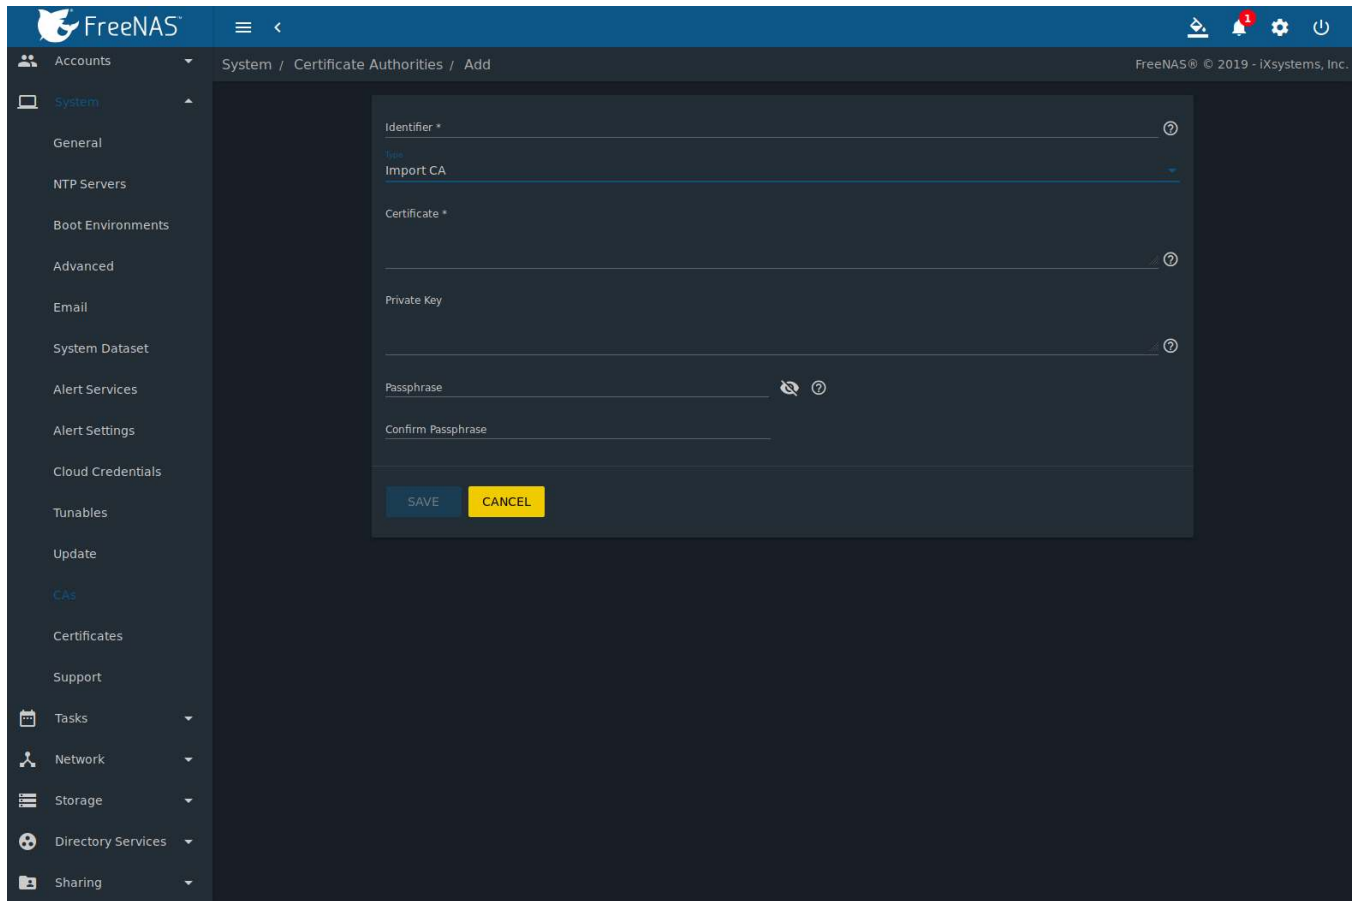 FreeNAS®
1
Accounts
System / Certificate Authorities / Add
FreeNAS® © 2019 - iXsystems, Inc.
System
General
NTP Servers
Boot Environments
Advanced
Email
System Dataset
Alert Services
Alert Settings
Cloud Credentials
Tunables
Update
CAs
Certificates
Support
Tasks
Network
Storage
Directory Services
Sharing
Identifier *
Type
Import CA
Certificate *
Private Key
Passphrase
Confirm Passphrase
SAVE
CANCEL